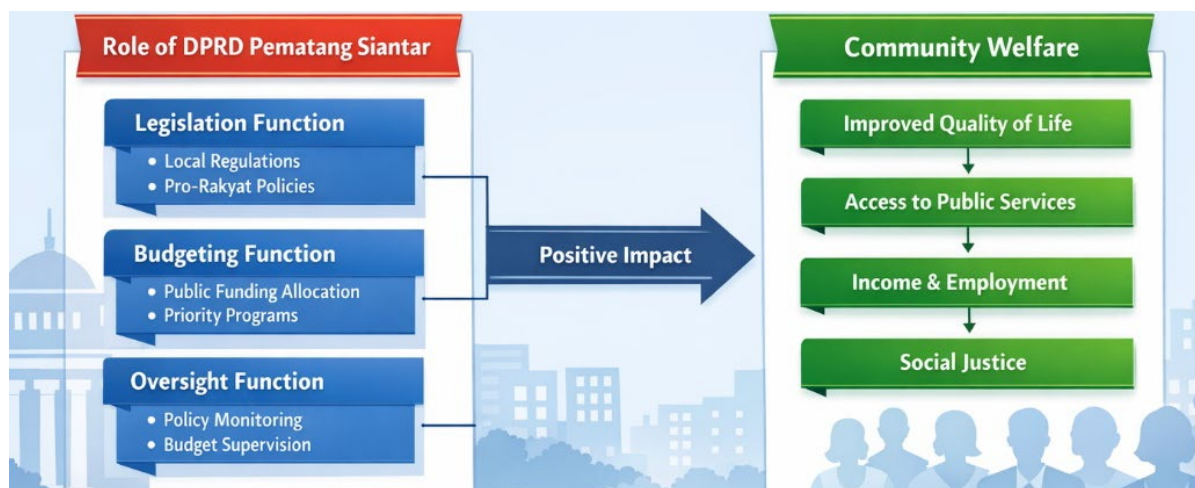 Role of DPRD Pematang Siantar
Legislation Function
• Local Regulations
• Pro-Rakyat Policies
Budgeting Function
• Public Funding Allocation
• Priority Programs
Oversight Function
• Policy Monitoring
• Budget Supervision
Positive Impact
Community Welfare
Improved Quality of Life
Access to Public Services
Income & Employment
Social Justice